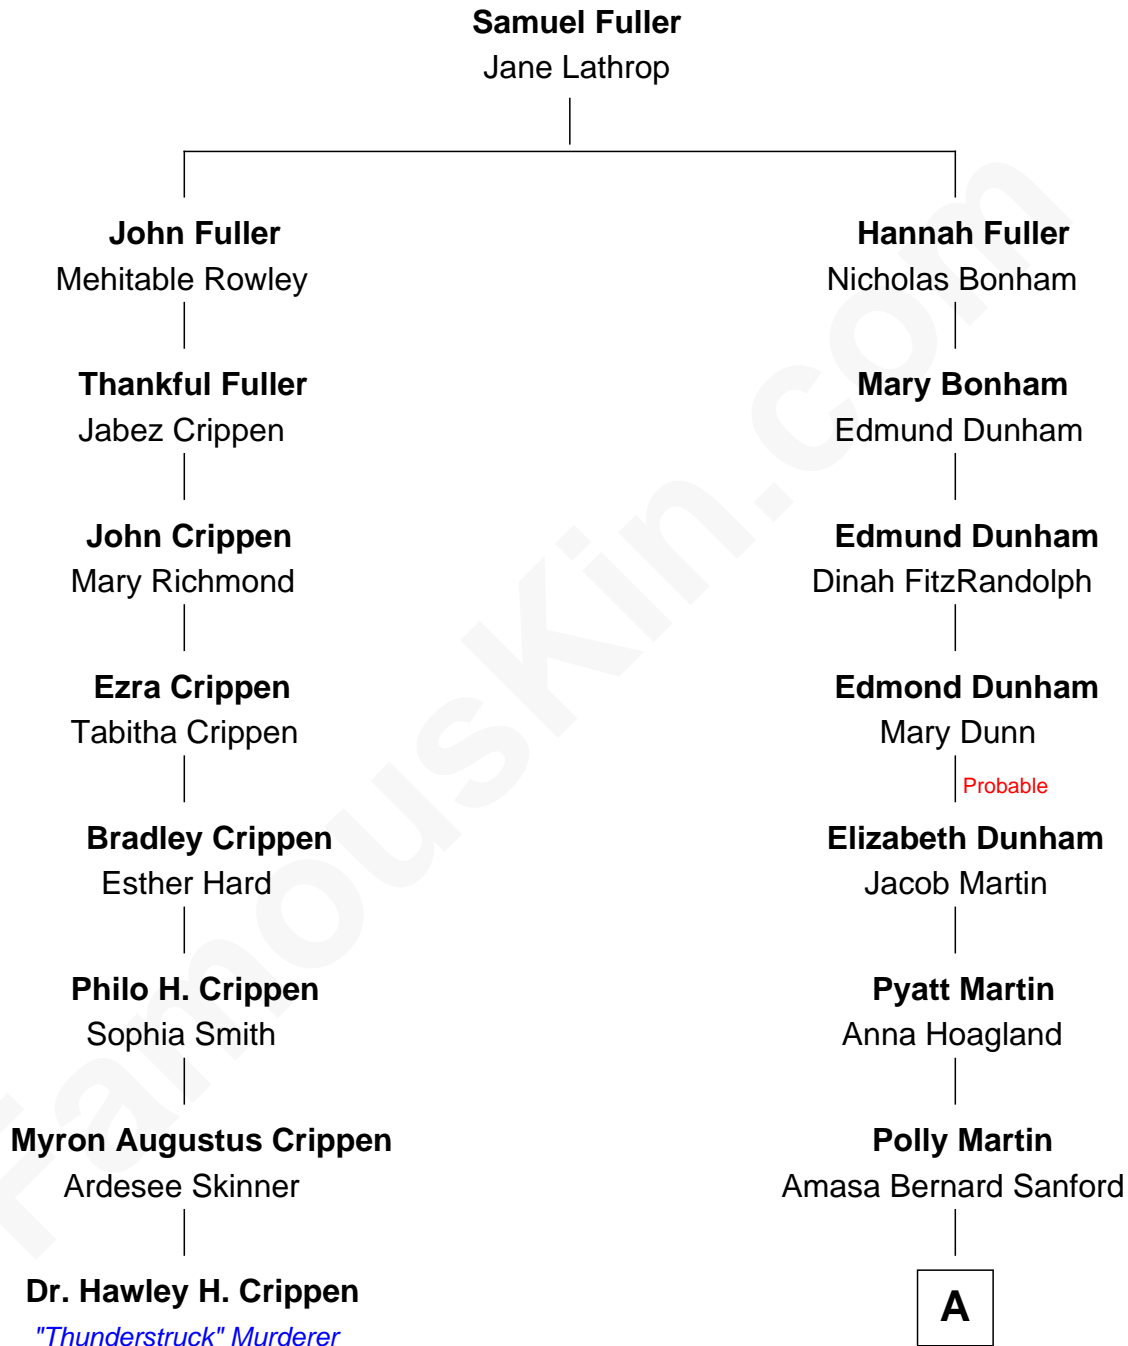 Samuel Fuller
Jane Lathrop
John Fuller
Mehitable Rowley
Hannah Fuller
Nicholas Bonham
Thankful Fuller
Jabez Crippen
Mary Bonham
Edmund Dunham
John Crippen
Mary Richmond
Edmund Dunham
Dinah FitzRandolph
Ezra Crippen
Tabitha Crippen
Edmond Dunham
Mary Dunn
Probable
Bradley Crippen
Esther Hard
Elizabeth Dunham
Jacob Martin
Philo H. Crippen
Sophia Smith
Pyatt Martin
Anna Hoagland
Myron Augustus Crippen
Ardesee Skinner
Polly Martin
Amasa Bernard Sanford
Dr. Hawley H. Crippen
"Thunderstruck" Murderer
A
FamousKin.com